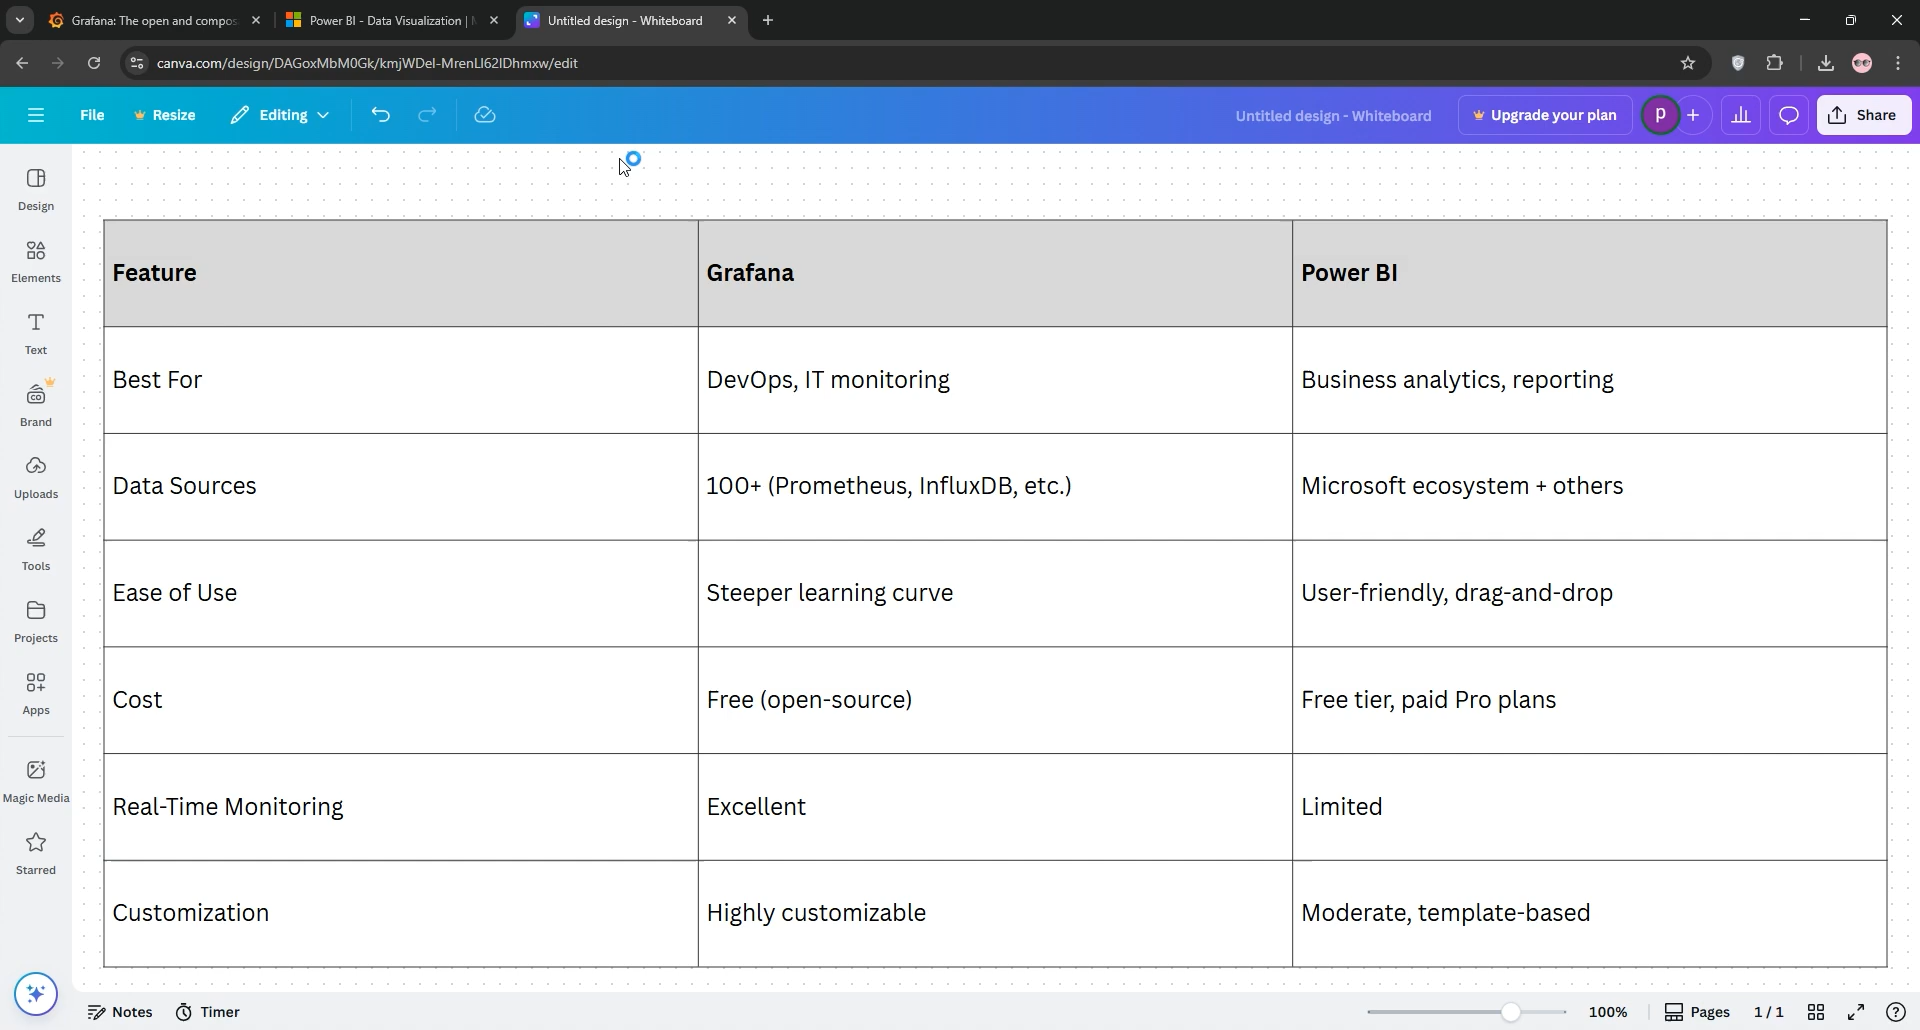 Grafana: The open and compos
Power BI - Data Visualization |
Untitled design - Whiteboard
canva.com/design/DAGoxMbM0Gk/kmjWDel-MrenLl62IDhmxw/edit
File
Resize
Editing
Untitled design - Whiteboard
Upgrade your plan
P
Share
Design
Elements
Text
Brand
Uploads
Tools
Projects
Apps
Magic Media
Starred
Feature Grafana Power BI
Best For DevOps, IT monitoring Business analytics, reporting
Data Sources 100+ (Prometheus, InfluxDB, etc.) Microsoft ecosystem + others
Ease of Use Steeper learning curve User-friendly, drag-and-drop
Cost Free (open-source) Free tier, paid Pro plans
Real-Time Monitoring Excellent Limited
Customization Highly customizable Moderate, template-based
Notes Timer 100% Pages 1 / 1